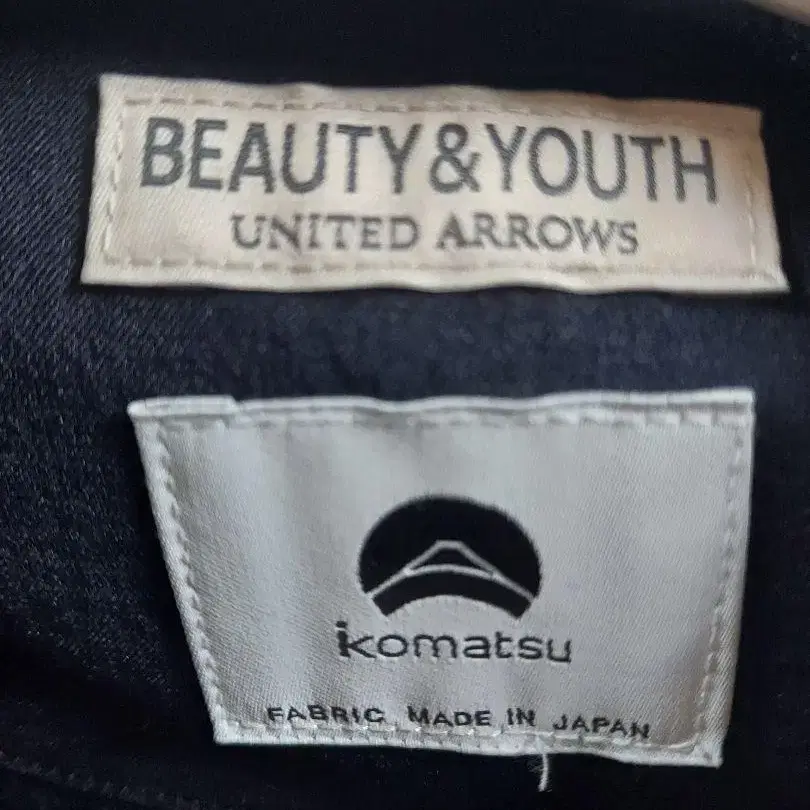 BEAUTY&YOUTH
UNITED ARROWS
komatsu
FABRIC MADE IN JAPAN